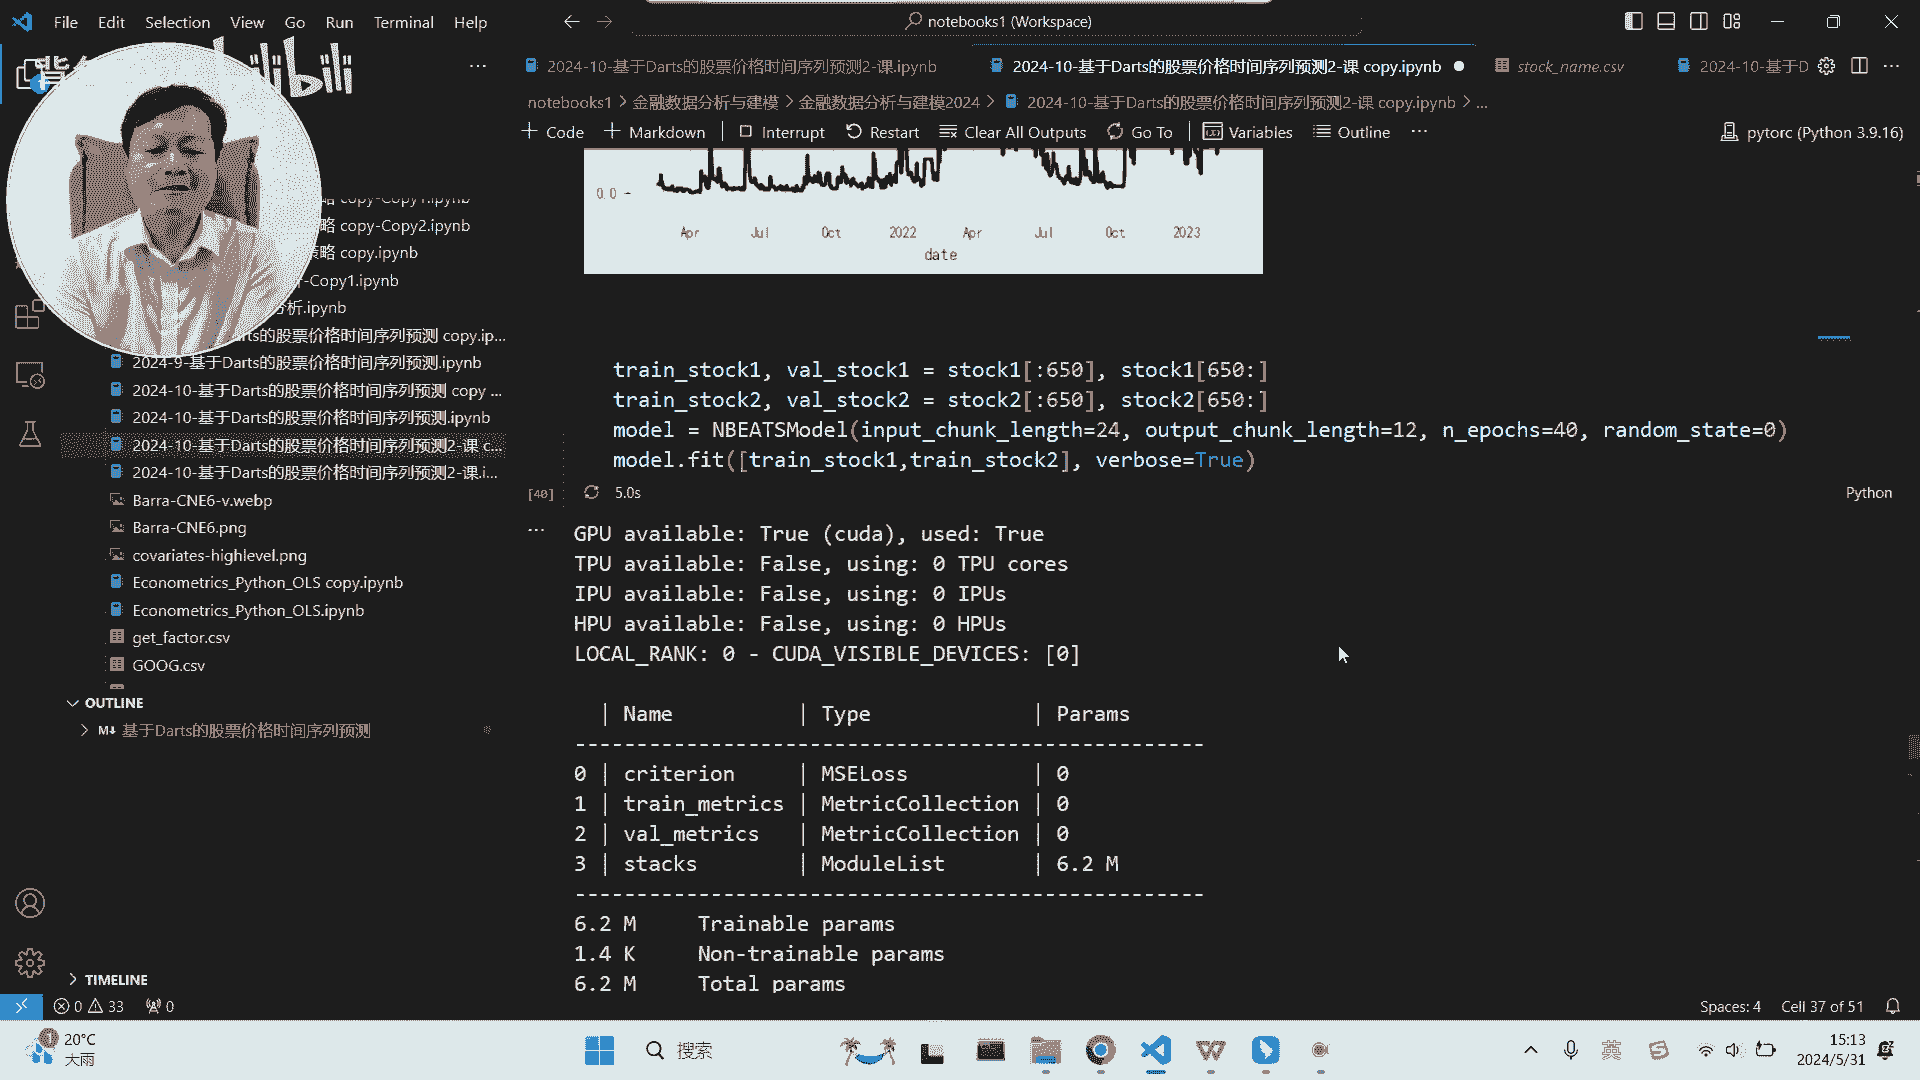 File Edit Selection View Go Run Terminal Help
notebooks1 (Workspace)
bilibili
2024-10-基于Darts的股票价格时间序列预测2-课.ipynb
2024-10-基于Darts的股票价格时间序列预测2-课 copy.ipynb
stock_name.csv
2024-10-基于D
notebooks1 > 金融数据分析与建模 > 金融数据分析与建模2024 > 2024-10-基于Darts的股票价格时间序列预测2-课 copy.ipynb > ...
Code Markdown Interrupt Restart Clear All Outputs Go To Variables Outline ...
pytorc (Python 3.9.16)
略 copy-Copy1.ipynb
略 copy-Copy2.ipynb
策略 copy.ipynb
-Copy1.ipynb
分析.ipynb
rts的股票价格时间序列预测 copy.ip...
2024-9-基于Darts的股票价格时间序列预测.ipynb
2024-10-基于Darts的股票价格时间序列预测 copy ...
2024-10-基于Darts的股票价格时间序列预测.ipynb
2024-10-基于Darts的股票价格时间序列预测2-课 c...
2024-10-基于Darts的股票价格时间序列预测2-课.i...
Barra-CNE6-v.webp
Barra-CNE6.png
covariates-highlevel.png
Econometrics_Python_OLS copy.ipynb
Econometrics_Python_OLS.ipynb
get_factor.csv
GOOG.csv
OUTLINE
M↓ 基于Darts的股票价格时间序列预测
TIMELINE
0.0
Apr Jul Oct 2022 Apr Jul Oct 2023
date
train_stock1, val_stock1 = stock1[:650], stock1[650:]
train_stock2, val_stock2 = stock2[:650], stock2[650:]
model = NBEATSModel(input_chunk_length=24, output_chunk_length=12, n_epochs=40, random_state=0)
model.fit([train_stock1,train_stock2], verbose=True)
[40] 5.0s
Python
GPU available: True (cuda), used: True
TPU available: False, using: 0 TPU cores
IPU available: False, using: 0 IPUs
HPU available: False, using: 0 HPUs
LOCAL_RANK: 0 - CUDA_VISIBLE_DEVICES: [0]
| Name | Type | Params
------------------------------------------------------
0 | criterion | MSELoss | 0
1 | train_metrics | MetricCollection | 0
2 | val_metrics | MetricCollection | 0
3 | stacks | ModuleList | 6.2 M
------------------------------------------------------
6.2 M Trainable params
1.4 K Non-trainable params
6.2 M Total params
0 33 0
Spaces: 4 Cell 37 of 51
20°C
大雨
搜索
英
15:13
2024/5/31